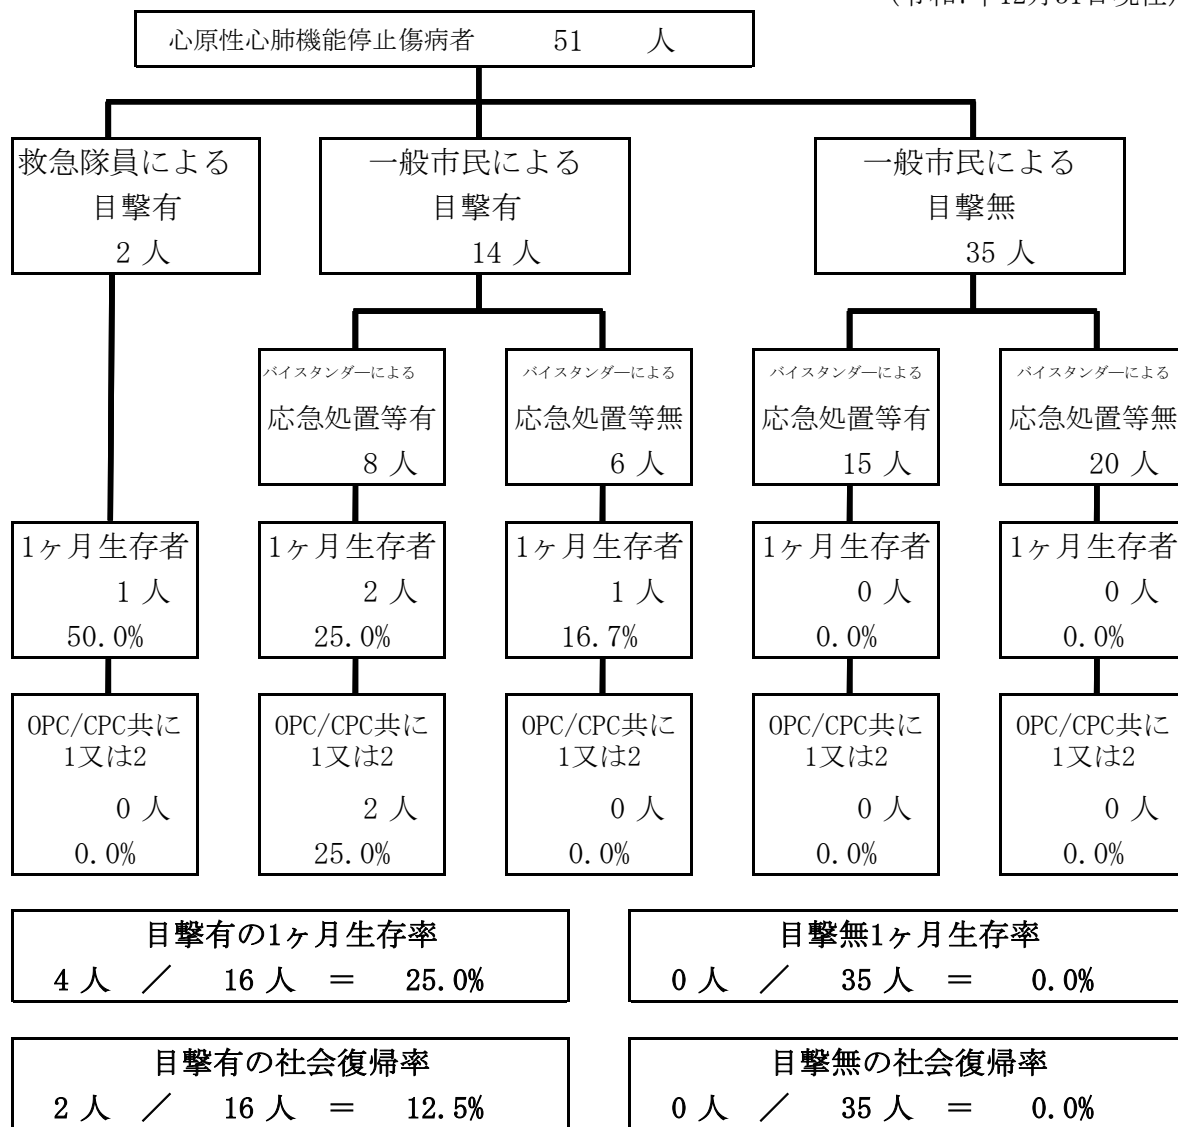 心原性心肺機能停止傷病者 51 人
救急隊員による 目撃有 2 人
一般市民による 目撃有 14 人
一般市民による 目撃無 35 人
バイスタンダーによる 応急処置等有 8 人
バイスタンダーによる 応急処置等無 6 人
バイスタンダーによる 応急処置等有 15 人
バイスタンダーによる 応急処置等無 20 人
1ヶ月生存者 1 人 50.0%
1ヶ月生存者 2 人 25.0%
1ヶ月生存者 1 人 16.7%
1ヶ月生存者 0 人 0.0%
1ヶ月生存者 0 人 0.0%
OPC/CPC共に 1又は2 0 人 0.0%
OPC/CPC共に 1又は2 2 人 25.0%
OPC/CPC共に 1又は2 0 人 0.0%
OPC/CPC共に 1又は2 0 人 0.0%
OPC/CPC共に 1又は2 0 人 0.0%
目撃有の1ヶ月生存率
4 人 ／ 16 人 ＝ 25.0%
目撃無1ヶ月生存率
0 人 ／ 35 人 ＝ 0.0%
目撃有の社会復帰率
2 人 ／ 16 人 ＝ 12.5%
目撃無の社会復帰率
0 人 ／ 35 人 ＝ 0.0%